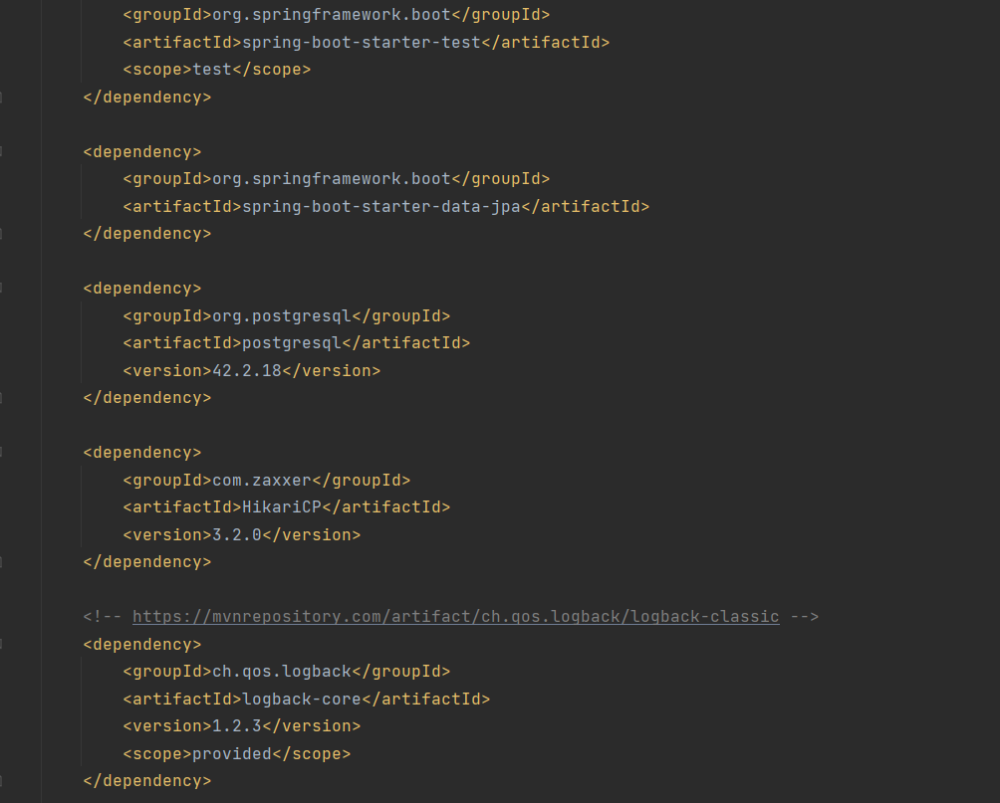 <groupId>org.springframework.boot</groupId>
<artifactId>spring-boot-starter-test</artifactId>
<scope>test</scope>
</dependency>
<dependency>
<groupId>org.springframework.boot</groupId>
<artifactId>spring-boot-starter-data-jpa</artifactId>
</dependency>
<dependency>
<groupId>org.postgresql</groupId>
<artifactId>postgresql</artifactId>
<version>42.2.18</version>
</dependency>
<dependency>
<groupId>com.zaxxer</groupId>
<artifactId>HikariCP</artifactId>
<version>3.2.0</version>
</dependency>
<!-- https://mvnrepository.com/artifact/ch.qos.logback/logback-classic -->
<dependency>
<groupId>ch.qos.logback</groupId>
<artifactId>logback-core</artifactId>
<version>1.2.3</version>
<scope>provided</scope>
</dependency>